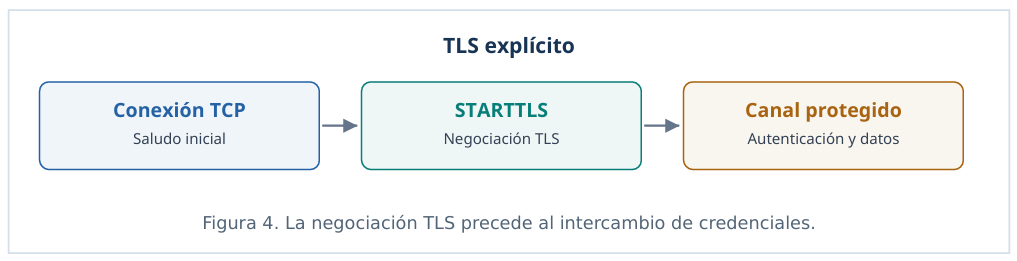 TLS explícito
Conexión TCP
Saludo inicial
STARTTLS
Negociación TLS
Canal protegido
Autenticación y datos
Figura 4. La negociación TLS precede al intercambio de credenciales.